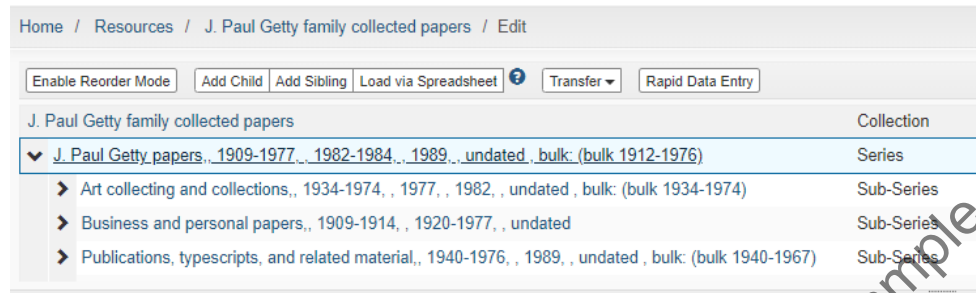 Home / Resources / J. Paul Getty family collected papers / Edit
Enable Reorder Mode Add Child Add Sibling Load via Spreadsheet ? Transfer Rapid Data Entry
J. Paul Getty family collected papers Collection
J. Paul Getty papers,, 1909-1977, , 1982-1984, , 1989, , undated , bulk: (bulk 1912-1976) Series
Art collecting and collections,, 1934-1974, , 1977, , 1982, , undated , bulk: (bulk 1934-1974) Sub-Series
Business and personal papers,, 1909-1914, , 1920-1977, , undated Sub-Series
Publications, typescripts, and related material,, 1940-1976, , 1989, , undated , bulk: (bulk 1940-1967) Sub-Series